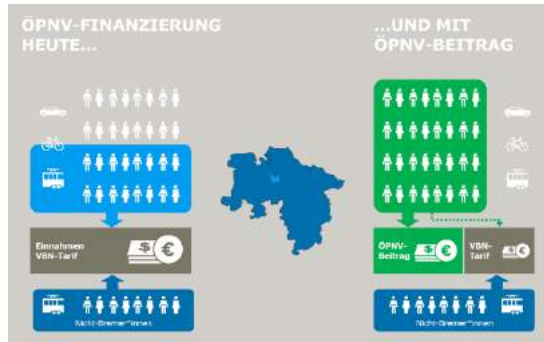 ÖPNV-FINANZIERUNG
HEUTE...
...UND MIT
ÖPNV-BEITRAG
Einnahmen
VBN-Tarif
$ €
ÖPNV-
Beitrag
$ €
VBN-
Tarif
$ €
Nicht-Bremer*innen
Nicht-Bremer*innen